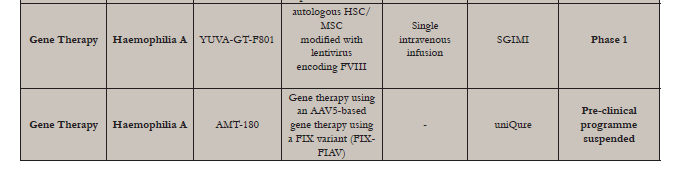 autologous HSC/
MSC
modified with
lentivirus
encoding FVIII
Gene Therapy
Haemophilia A
YUVA-GT-F801
Single
intravenous
infusion
SGIMI
Phase 1
Gene Therapy
Haemophilia A
AMT-180
Gene therapy using
an AAV5-based
gene therapy using
a FIX variant (FIX-
FIAV)
-
uniQure
Pre-clinical
programme
suspended